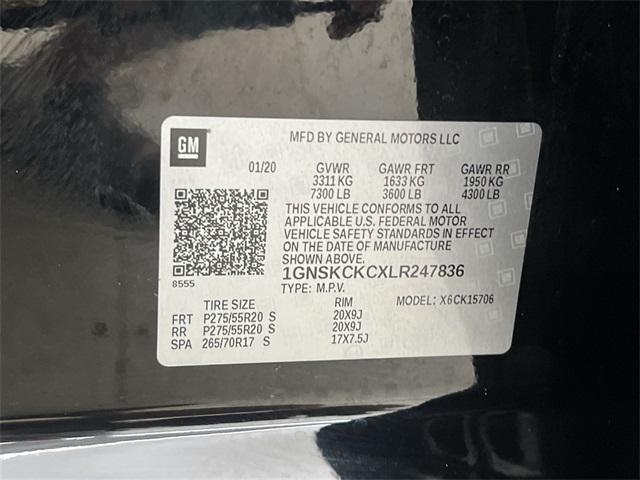 GM
MFD BY GENERAL MOTORS LLC
01/20 GVWR GAWR FRT GAWR RR
3311 KG 1633 KG 1950 KG
7300 LB 3600 LB 4300 LB
THIS VEHICLE CONFORMS TO ALL
APPLICABLE U.S. FEDERAL MOTOR
VEHICLE SAFETY STANDARDS IN EFFECT
ON THE DATE OF MANUFACTURE
SHOWN ABOVE.
8555
1GNSKCKCXLR247836
TYPE: M.P.V. MODEL: X6CK15706
TIRE SIZE RIM
FRT P275/55R20 S 20X9J
RR P275/55R20 S 20X9J
SPA 265/70R17 S 17X7.5J